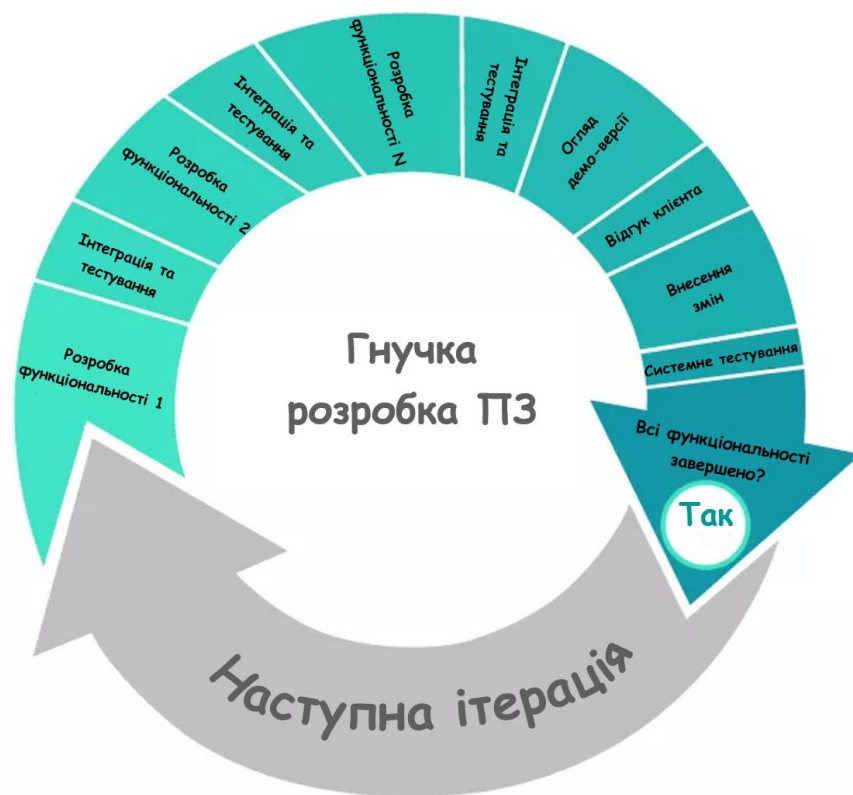 Гнучка
розробка ПЗ
Розробка
функціональності 1
Інтеграція та
тестування
Розробка
функціональності 2
Інтеграція та
тестування
Розробка
функціональності N
Інтеграція та
тестування
Огляд
демо-версії
Відгук клієнта
Внесення
змін
Системне тестування
Всі функціональності
завершено?
Так
Наступна ітерація